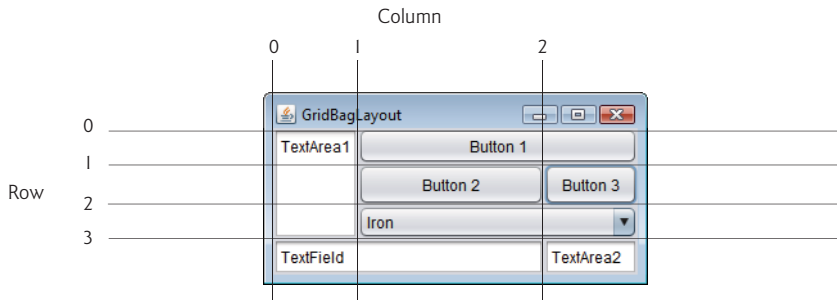 Column
0 1 2
GridBagLayout
0
TextArea1 Button 1
1
Row
Button 2 Button 3
2
Iron
3
TextField TextArea2